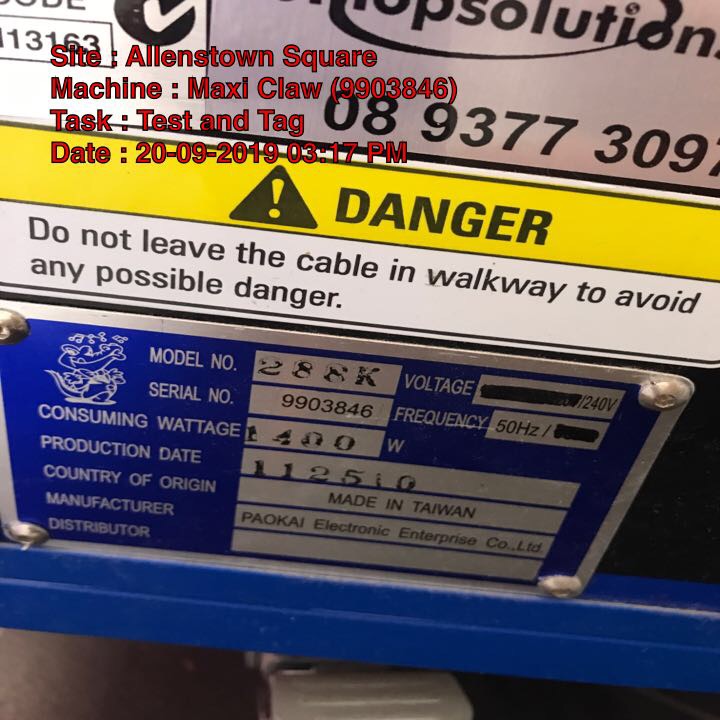 113163
opsolution
08 9377 3097
Site : Allenstown Square
Machine : Maxi Claw (9903846)
Task : Test and Tag
Date : 20-09-2019 03:17 PM
DANGER
Do not leave the cable in walkway to avoid
any possible danger.
MODEL NO. 288K
SERIAL NO. 9903846
CONSUMING WATTAGE 1400 W
PRODUCTION DATE 112510
COUNTRY OF ORIGIN MADE IN TAIWAN
MANUFACTURER PAOKAI Electronic Enterprise Co.,Ltd.
DISTRIBUTOR
VOLTAGE /240V
FREQUENCY 50Hz /